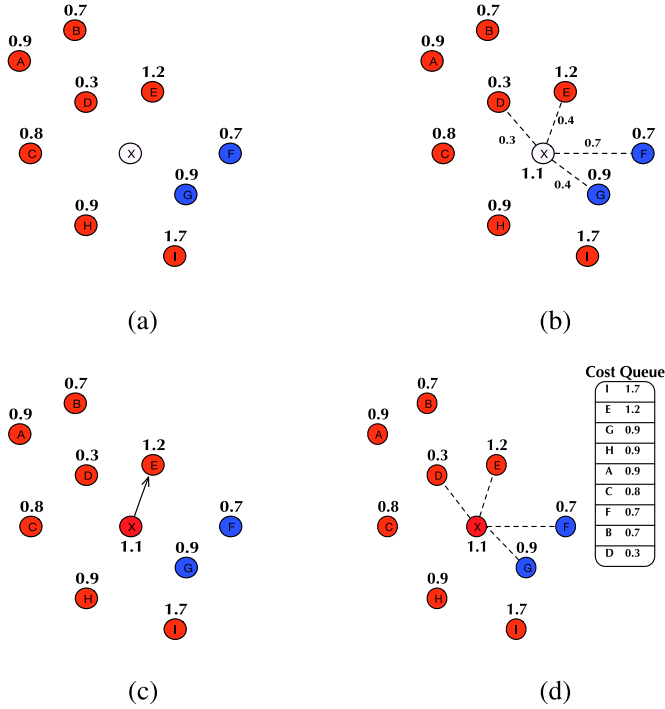 0.7
B
0.9
A
0.3
D
1.2
E
0.8
C
X
0.7
F
0.9
G
0.9
H
1.7
I
(a)
0.7
B
0.9
A
0.3
D
1.2
E
0.3
0.4
0.8
C
X
0.7
0.7
F
1.1
0.4
0.9
G
0.9
H
1.7
I
(b)
0.7
B
0.9
A
0.3
D
1.2
E
0.8
C
X
1.1
0.7
F
0.9
G
0.9
H
1.7
I
(c)
0.7
B
0.9
A
0.3
D
1.2
E
0.8
C
X
1.1
0.7
F
0.9
G
0.9
H
1.7
I
Cost Queue
I 1.7
E 1.2
G 0.9
H 0.9
A 0.9
C 0.8
F 0.7
B 0.7
D 0.3
(d)